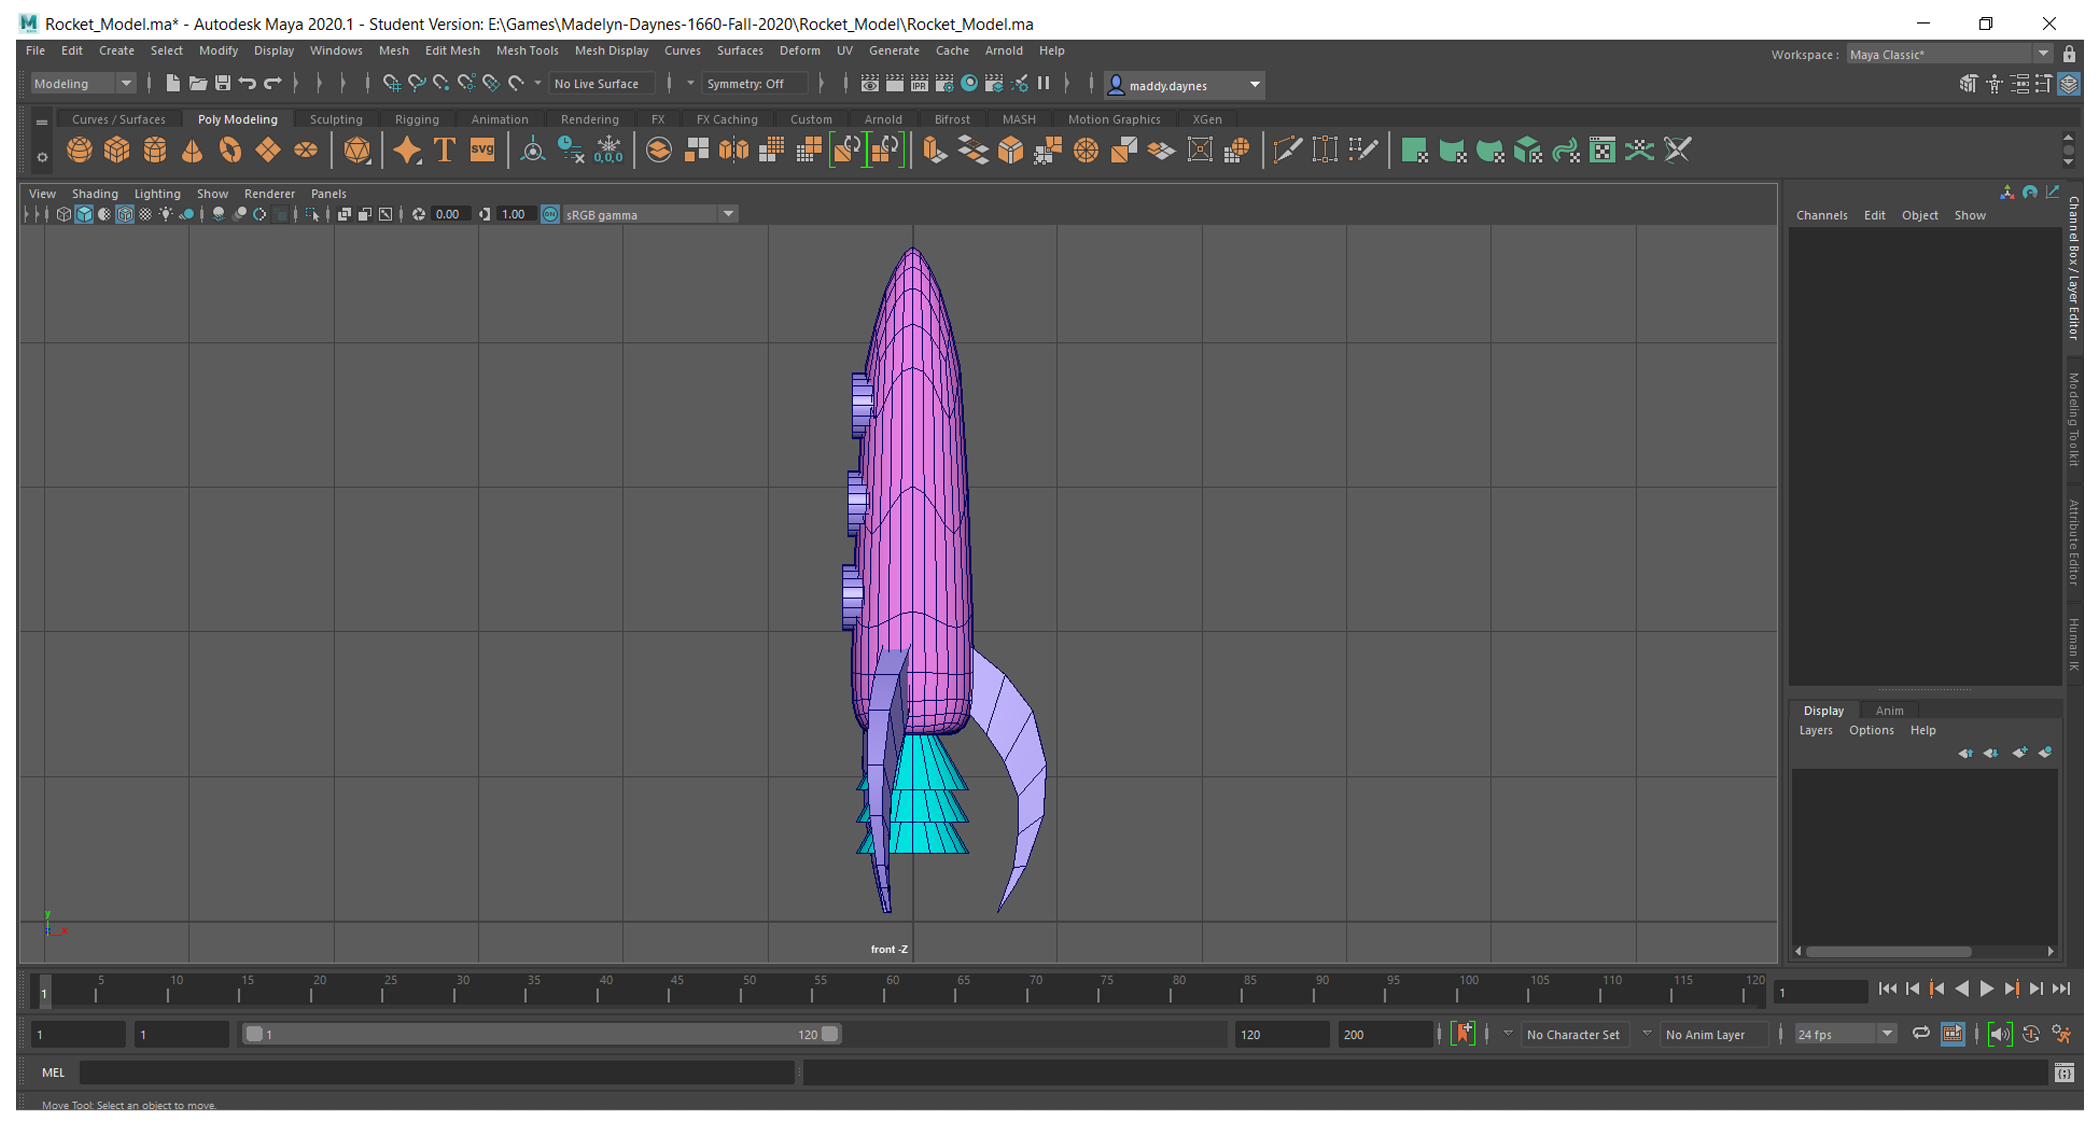 Rocket_Model.ma* - Autodesk Maya 2020.1 - Student Version: E:\Games\Madelyn-Daynes-1660-Fall-2020\Rocket_Model\Rocket_Model.ma
File Edit Create Select Modify Display Windows Mesh Edit Mesh Mesh Tools Mesh Display Curves Surfaces Deform UV Generate Cache Arnold Help
Workspace : Maya Classic*
Modeling No Live Surface Symmetry: Off IPR maddy.daynes
Curves / Surfaces Poly Modeling Sculpting Rigging Animation Rendering FX FX Caching Custom Arnold Bifrost MASH Motion Graphics XGen
T svg 0,0,0
View Shading Lighting Show Renderer Panels
0.00 1.00 ON sRGB gamma
Channels Edit Object Show
Channel Box / Layer Editor
Modeling Toolkit
Attribute Editor
Human IK
Display Anim
Layers Options Help
y
z x
front -Z
1 5 10 15 20 25 30 35 40 45 50 55 60 65 70 75 80 85 90 95 100 105 110 115 120 1
1 1 1 120 120 200 No Character Set No Anim Layer 24 fps
MEL
Move Tool: Select an object to move.